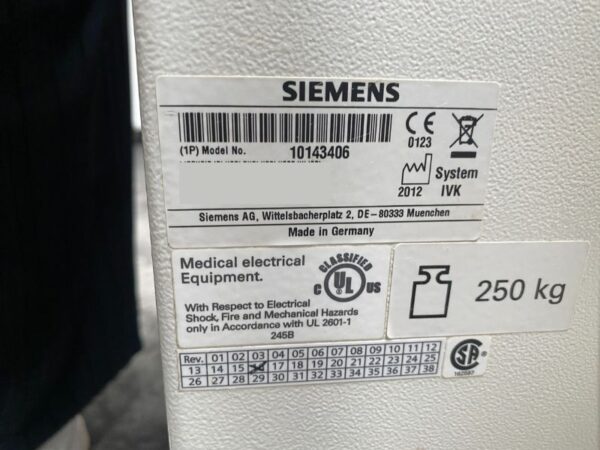 SIEMENS
(1P) Model No. 10143406
CE
0123
2012
System
IVK
Siemens AG, Wittelsbacherplatz 2, DE-80333 Muenchen
Made in Germany
Medical electrical
Equipment.
CLASSIFIED
C UL US
With Respect to Electrical
Shock, Fire and Mechanical Hazards
only in Accordance with UL 2601-1
245B
250 kg
Rev. 01 02 03 04 05 06 07 08 09 10 11 12
13 14 15 17 18 19 20 21 22 23 24 25
26 27 28 29 30 31 32 33 34 35 36 37 38
SA